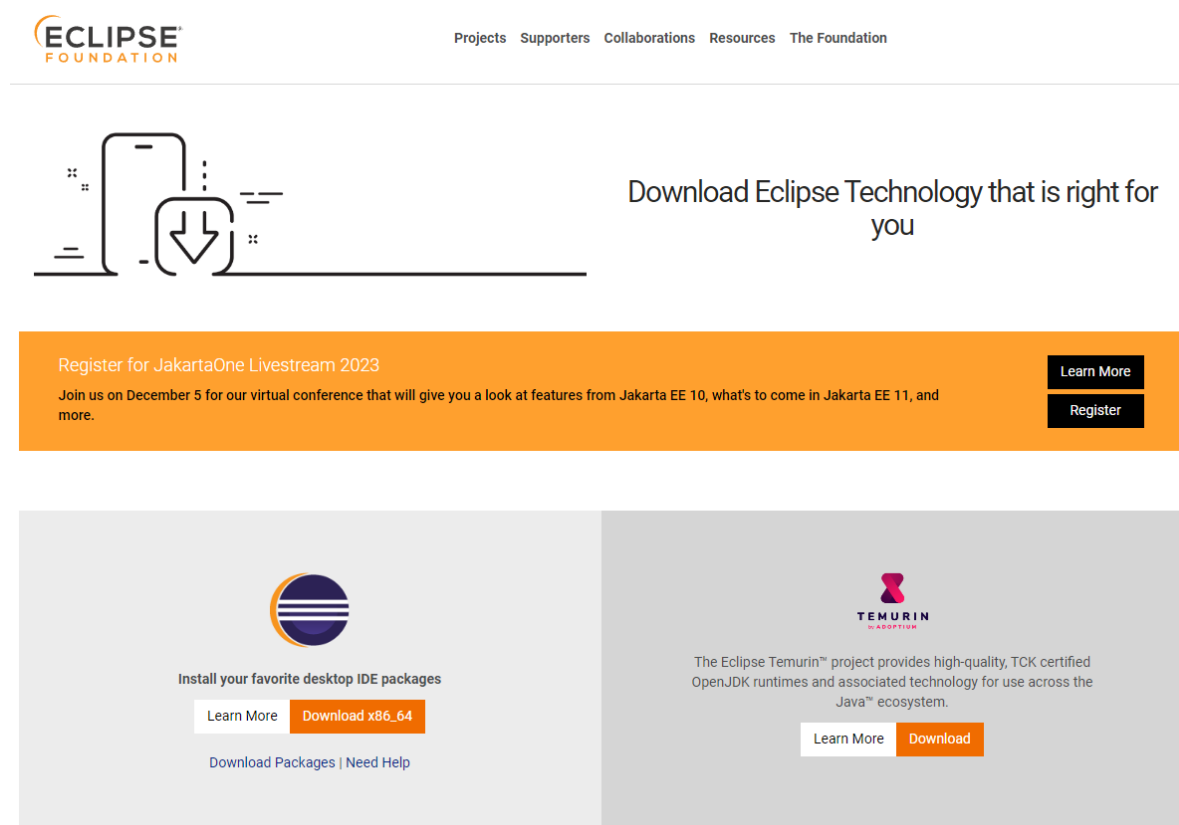 ECLIPSE®
FOUNDATION
Projects Supporters Collaborations Resources The Foundation
Download Eclipse Technology that is right for
you
Register for JakartaOne Livestream 2023
Join us on December 5 for our virtual conference that will give you a look at features from Jakarta EE 10, what's to come in Jakarta EE 11, and
more.
Learn More
Register
Install your favorite desktop IDE packages
Learn More
Download x86_64
Download Packages | Need Help
TEMURIN
by ADOPTIUM
The Eclipse Temurin™ project provides high-quality, TCK certified
OpenJDK runtimes and associated technology for use across the
Java™ ecosystem.
Learn More
Download